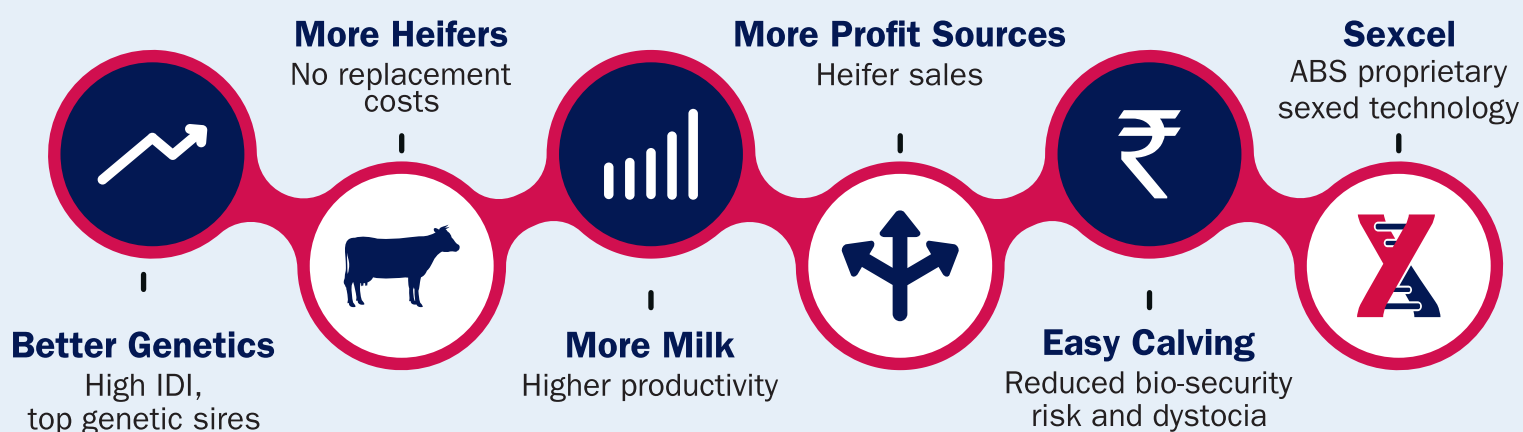 Better Genetics
High IDI,
top genetic sires
More Heifers
No replacement
costs
More Milk
Higher productivity
More Profit Sources
Heifer sales
₹
Easy Calving
Reduced bio-security
risk and dystocia
Sexcel
ABS proprietary
sexed technology